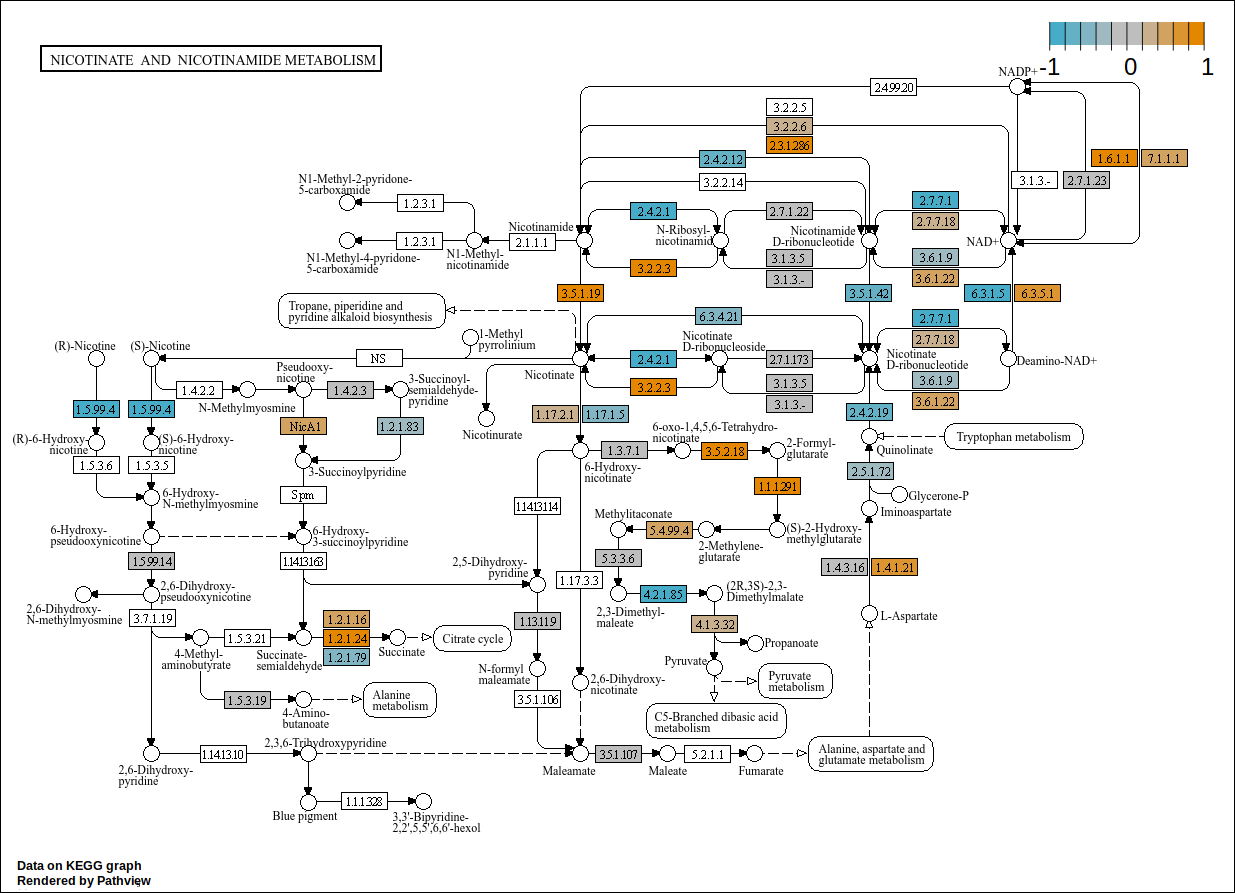 NICOTINATE AND NICOTINAMIDE METABOLISM
-1
0
1
NADP+
2.4.99.20
3.2.2.5
3.2.2.6
2.3.1.286
1.6.1.1
7.1.1.1
2.4.2.12
3.2.2.14
3.1.3.-
2.7.1.23
N1-Methyl-2-pyridone-
5-carboxamide
1.2.3.1
1.2.3.1
N1-Methyl-4-pyridone-
5-carboxamide
N1-Methyl-
nicotinamide
2.1.1.1
Nicotinamide
2.4.2.1
N-Ribosyl-
nicotinamid
3.2.2.3
2.7.1.22
3.1.3.5
3.1.3.-
Nicotinamide
D-ribonucleotide
2.7.7.1
2.7.7.18
NAD+
3.6.1.9
3.6.1.22
3.5.1.19
3.5.1.42
6.3.1.5
6.3.5.1
Tropane, piperidine and
pyridine alkaloid biosynthesis
6.3.4.21
2.7.7.1
2.7.7.18
1-Methyl
pyrrolinium
(R)-Nicotine
(S)-Nicotine
NS
Nicotinate
2.4.2.1
Nicotinate
D-ribonucleoside
2.7.1.173
Nicotinate
D-ribonucleotide
Deamino-NAD+
3.2.2.3
3.1.3.5
3.1.3.-
3.6.1.9
3.6.1.22
1.4.2.2
N-Methylmyosmine
Pseudooxy-
nicotine
1.4.2.3
3-Succinoyl-
semialdehyde-
pyridine
1.5.99.4
1.5.99.4
NicA1
1.2.1.83
Nicotinurate
1.17.2.1
1.17.1.5
2.4.2.19
(R)-6-Hydroxy-
nicotine
(S)-6-Hydroxy-
nicotine
6-oxo-1,4,5,6-Tetrahydro-
nicotinate
2-Formyl-
glutarate
Quinolinate
Tryptophan metabolism
1.5.3.6
1.5.3.5
3-Succinoylpyridine
6-Hydroxy-
nicotinate
1.3.7.1
3.5.2.18
2.5.1.72
6-Hydroxy-
N-methylmyosmine
Spm
1.14.13.114
1.1.1.291
Glycerone-P
Iminoaspartate
6-Hydroxy-
pseudooxynicotine
6-Hydroxy-
3-succinoylpyridine
Methylitaconate
5.4.99.4
2-Methylene-
glutarate
(S)-2-Hydroxy-
methylglutarate
1.5.99.14
1.14.13.163
2,5-Dihydroxy-
pyridine
1.17.3.3
5.3.3.6
1.4.3.16
1.4.1.21
2,6-Dihydroxy-
pseudooxynicotine
2,6-Dihydroxy-
N-methylmyosmine
4.2.1.85
(2R,3S)-2,3-
Dimethylmalate
2,3-Dimethyl-
maleate
L-Aspartate
3.7.1.19
1.13.11.9
4.1.3.32
4-Methyl-
aminobutyrate
1.5.3.21
Succinate-
semialdehyde
1.2.1.16
1.2.1.24
1.2.1.79
Succinate
Citrate cycle
Propanoate
Pyruvate
N-formyl
maleamate
2,6-Dihydroxy-
nicotinate
Pyruvate
metabolism
1.5.3.19
4-Amino-
butanoate
Alanine
metabolism
3.5.1.106
C5-Branched dibasic acid
metabolism
2,6-Dihydroxy-
pyridine
1.14.13.10
2,3,6-Trihydroxypyridine
Maleamate
3.5.1.107
Maleate
5.2.1.1
Fumarate
Alanine, aspartate and
glutamate metabolism
Blue pigment
1.1.1.328
3,3'-Bipyridine-
2,2',5,5',6,6'-hexol
Data on KEGG graph
Rendered by Pathview